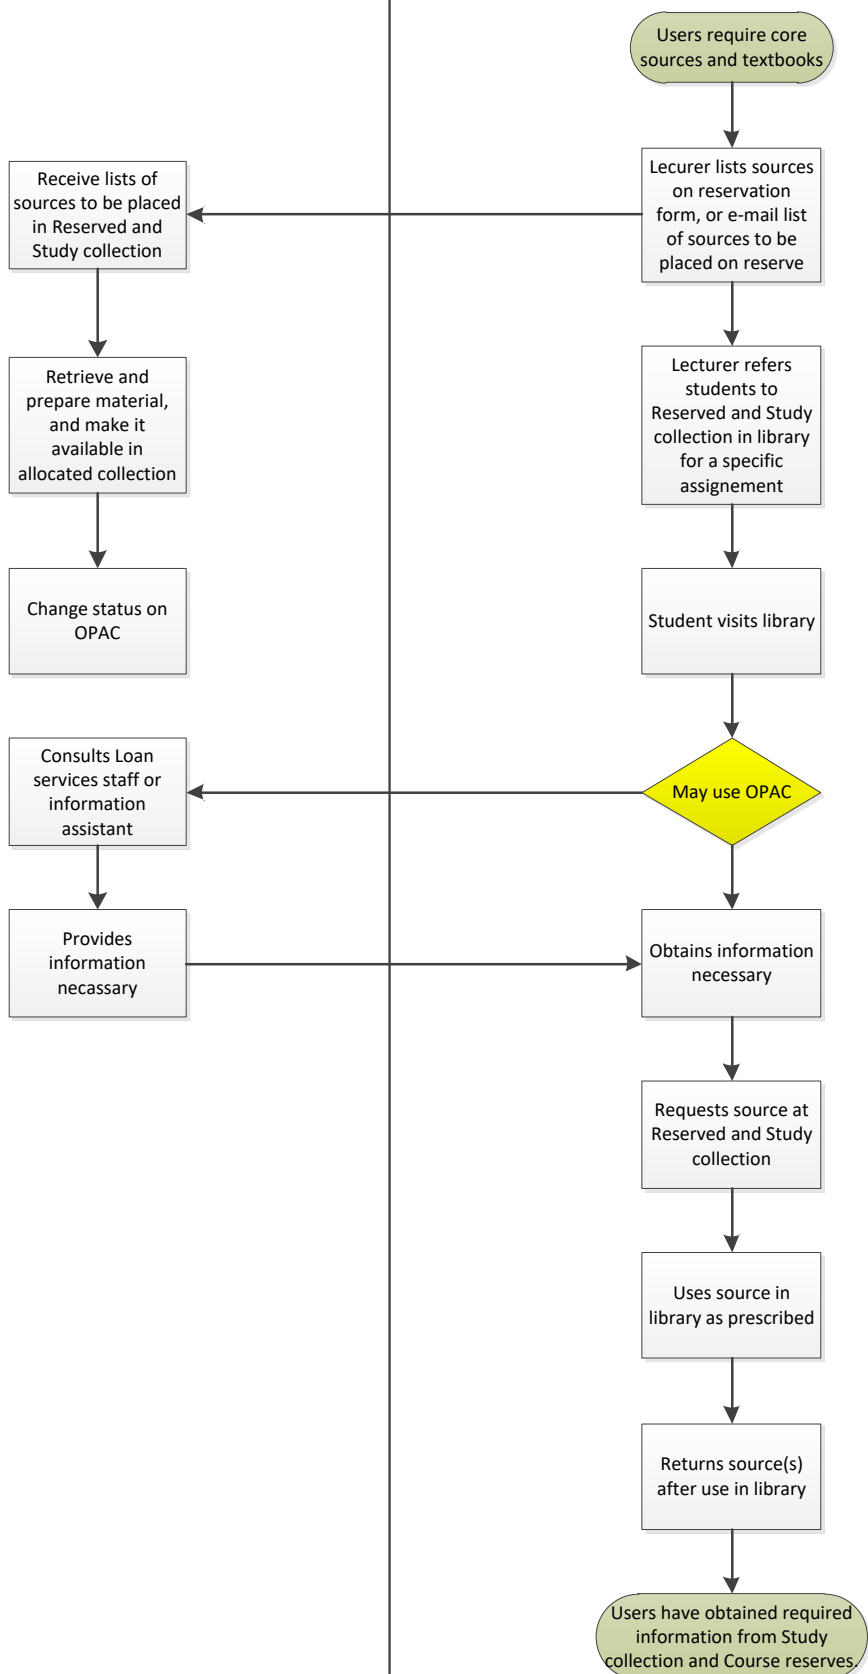 Users require core
sources and textbooks
Receive lists of
sources to be placed
in Reserved and
Study collection
Lecurer lists sources
on reservation
form, or e-mail list
of sources to be
placed on reserve
Retrieve and
prepare material,
and make it
available in
allocated collection
Lecturer refers
students to
Reserved and Study
collection in library
for a specific
assignement
Change status on
OPAC
Student visits library
Consults Loan
services staff or
information
assistant
May use OPAC
Provides
information
necassary
Obtains information
necessary
Requests source at
Reserved and Study
collection
Uses source in
library as prescribed
Returns source(s)
after use in library
Users have obtained required
information from Study
collection and Course reserves.